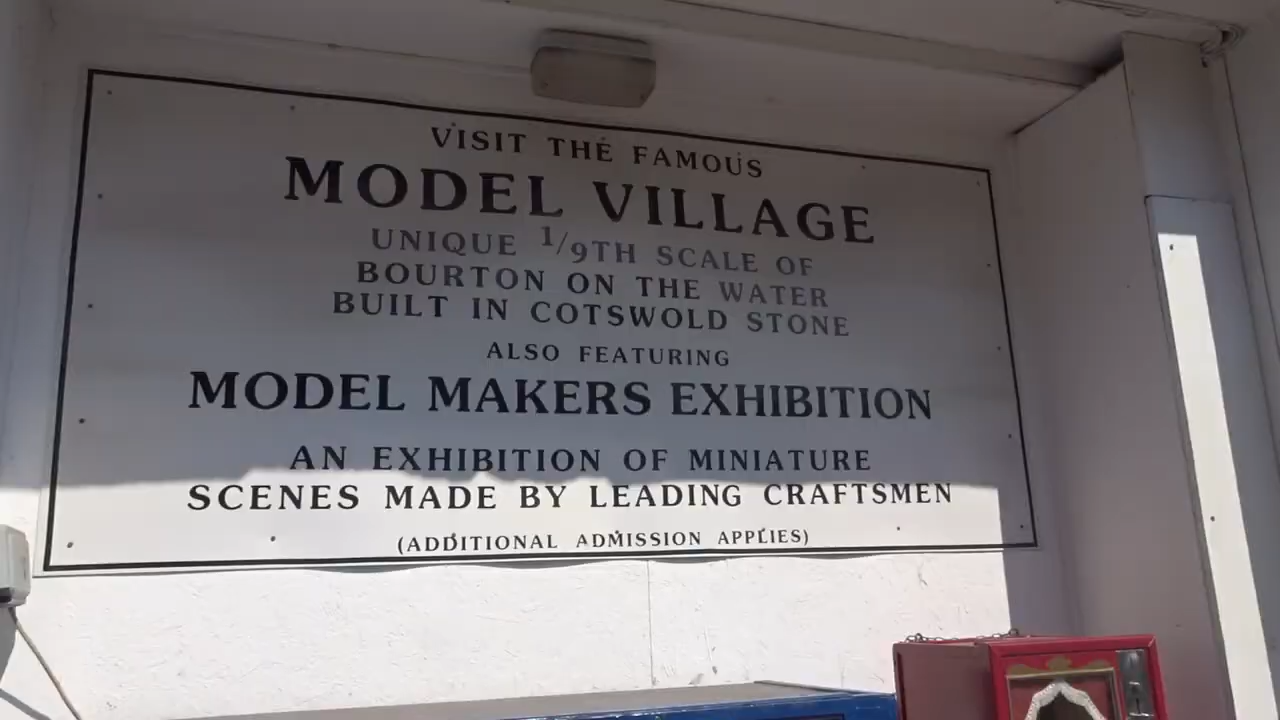 VISIT THE FAMOUS
MODEL VILLAGE
UNIQUE 1/9TH SCALE OF
BOURTON ON THE WATER
BUILT IN COTSWOLD STONE
ALSO FEATURING
MODEL MAKERS EXHIBITION
AN EXHIBITION OF MINIATURE
SCENES MADE BY LEADING CRAFTSMEN
(ADDITIONAL ADMISSION APPLIES)